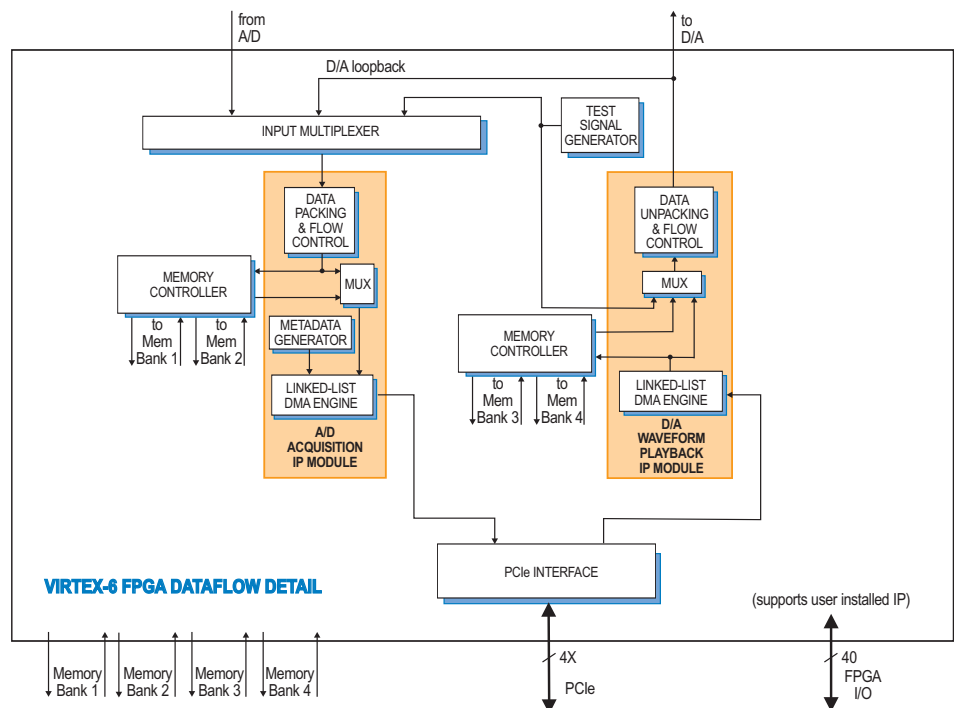 from
A/D
to
D/A
D/A loopback
INPUT MULTIPLEXER
TEST
SIGNAL
GENERATOR
DATA
PACKING
& FLOW
CONTROL
DATA
UNPACKING
& FLOW
CONTROL
MEMORY
CONTROLLER
MUX
MUX
to
Mem
Bank 1
to
Mem
Bank 2
METADATA
GENERATOR
MEMORY
CONTROLLER
LINKED-LIST
DMA ENGINE
LINKED-LIST
DMA ENGINE
to
Mem
Bank 3
to
Mem
Bank 4
A/D
ACQUISITION
IP MODULE
D/A
WAVEFORM
PLAYBACK
IP MODULE
PCIe INTERFACE
VIRTEX-6 FPGA DATAFLOW DETAIL
(supports user installed IP)
Memory
Bank 1
Memory
Bank 2
Memory
Bank 3
Memory
Bank 4
4X
PCIe
40
FPGA
I/O